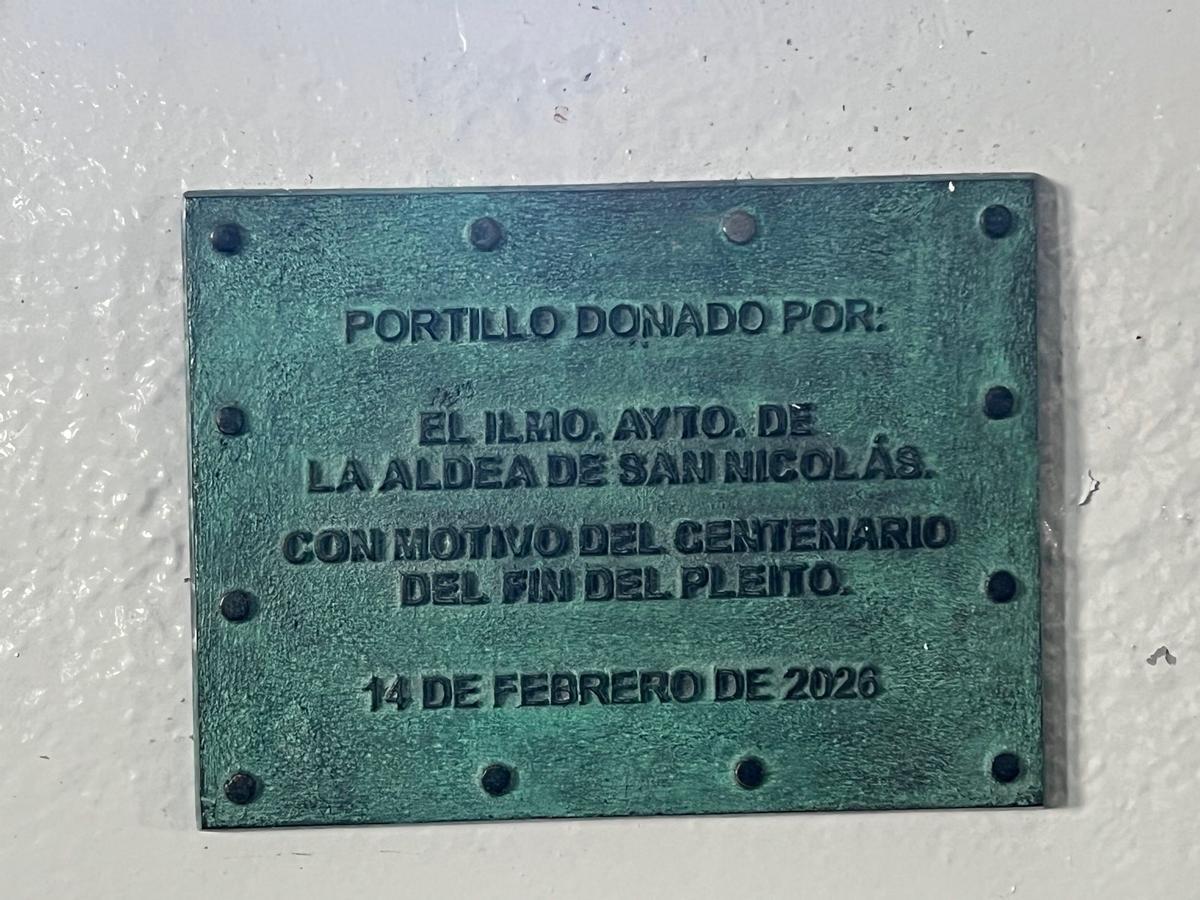 PORTILLO DONADO POR:
EL ILMO. AYTO. DE
LA ALDEA DE SAN NICOLÁS.
CON MOTIVO DEL CENTENARIO
DEL FIN DEL PLEITO.
14 DE FEBRERO DE 2026